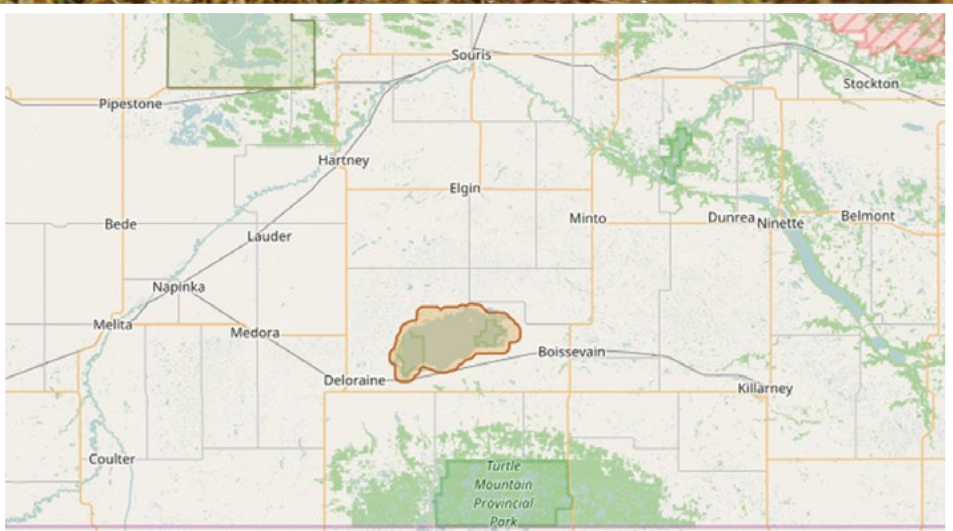 Souris
Stockton
Pipestone
Hartney
Elgin
Minto
Dunrea
Ninette
Belmont
Bede
Lauder
Napinka
Melita
Medora
Boissevain
Deloraine
Killarney
Coulter
Turtle
Mountain
Provincial
Park